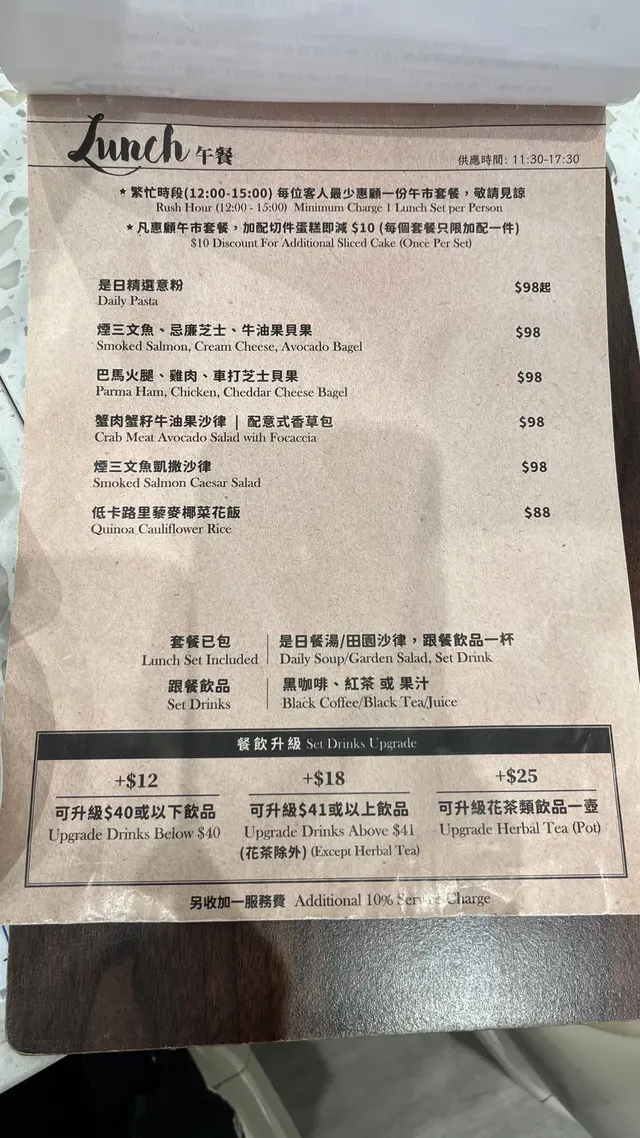 Lunch 午餐
供應時間: 11:30-17:30
★ 繁忙時段(12:00-15:00) 每位客人最少惠顧一份午市套餐，敬請見諒
Rush Hour (12:00 - 15:00) Minimum Charge 1 Lunch Set per Person
★ 凡惠顧午市套餐，加配切件蛋糕即減 $10 (每個套餐只限加配一件)
$10 Discount For Additional Sliced Cake (Once Per Set)
是日精選意粉 $98起
Daily Pasta
煙三文魚、忌廉芝士、牛油果貝果 $98
Smoked Salmon, Cream Cheese, Avocado Bagel
巴馬火腿、雞肉、車打芝士貝果 $98
Parma Ham, Chicken, Cheddar Cheese Bagel
蟹肉蟹籽牛油果沙律 | 配意式香草包 $98
Crab Meat Avocado Salad with Focaccia
煙三文魚凱撒沙律 $98
Smoked Salmon Caesar Salad
低卡路里藜麥椰菜花飯 $88
Quinoa Cauliflower Rice
套餐已包 是日餐湯/田園沙律，跟餐飲品一杯
Lunch Set Included Daily Soup/Garden Salad, Set Drink
跟餐飲品 黑咖啡、紅茶 或 果汁
Set Drinks Black Coffee/Black Tea/Juice
餐飲升級 Set Drinks Upgrade
+$12
可升級$40或以下飲品
Upgrade Drinks Below $40
+$18
可升級$41或以上飲品
Upgrade Drinks Above $41
(花茶除外) (Except Herbal Tea)
+$25
可升級花茶類飲品一壺
Upgrade Herbal Tea (Pot)
另收加一服務費 Additional 10% Service Charge